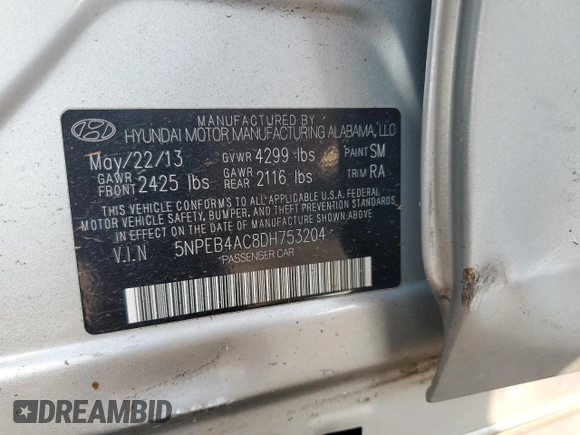 MANUFACTURED BY
HYUNDAI MOTOR MANUFACTURING ALABAMA, LLC
May/22/13 GVWR 4299 lbs PAINT SM
GAWR FRONT 2425 lbs GAWR REAR 2116 lbs TRIM RA
THIS VEHICLE CONFORMS TO ALL APPLICABLE U.S.A. FEDERAL
MOTOR VEHICLE SAFETY, BUMPER, AND THEFT PREVENTION STANDARDS
IN EFFECT ON THE DATE OF MANUFACTURE SHOWN ABOVE.
V.I.N 5NPEB4AC8DH753204
PASSENGER CAR
DREAMBID